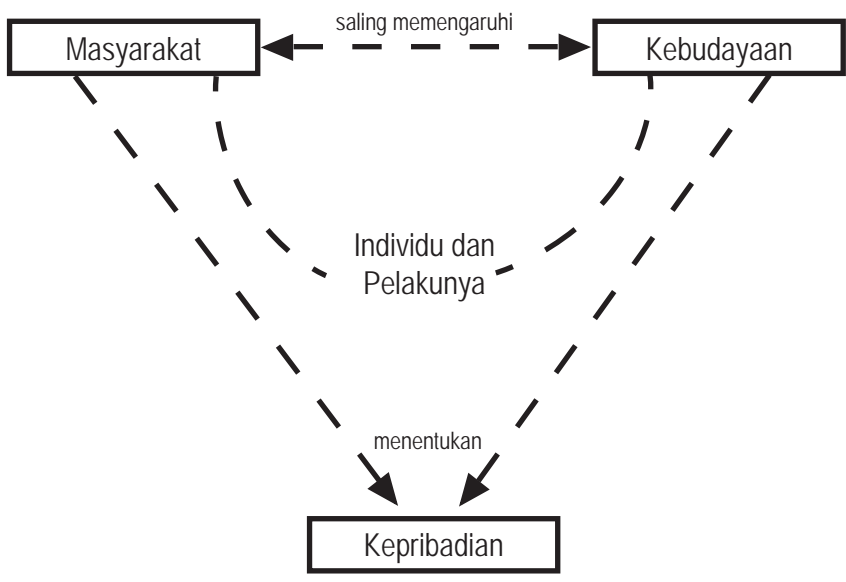 saling memengaruhi
Masyarakat
Kebudayaan
Individu dan
Pelakunya
menentukan
Kepribadian